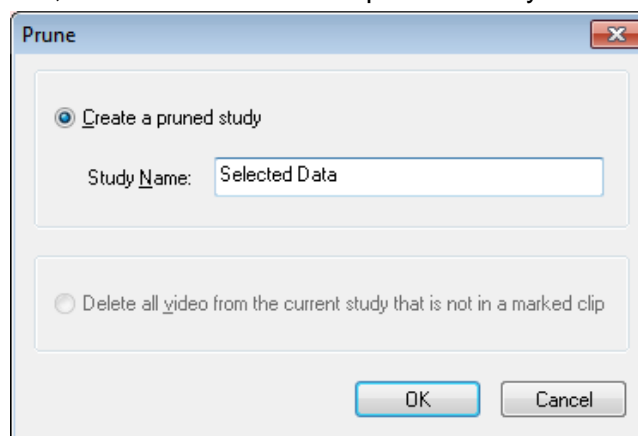 Prune
Create a pruned study
Study Name: Selected Data
Delete all video from the current study that is not in a marked clip
OK Cancel